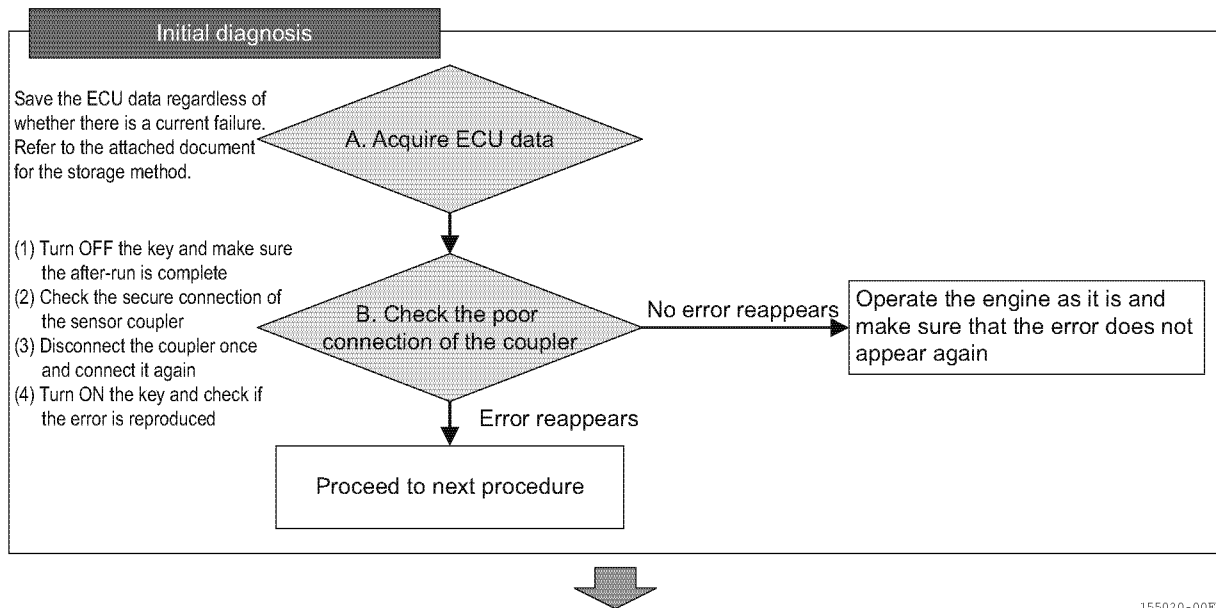 Initial diagnosis
Save the ECU data regardless of
whether there is a current failure.
Refer to the attached document
for the storage method.
A. Acquire ECU data
(1) Turn OFF the key and make sure
the after-run is complete
(2) Check the secure connection of
the sensor coupler
(3) Disconnect the coupler once
and connect it again
(4) Turn ON the key and check if
the error is reproduced
B. Check the poor
connection of the coupler
No error reappears
Operate the engine as it is and
make sure that the error does not
appear again
Error reappears
Proceed to next procedure